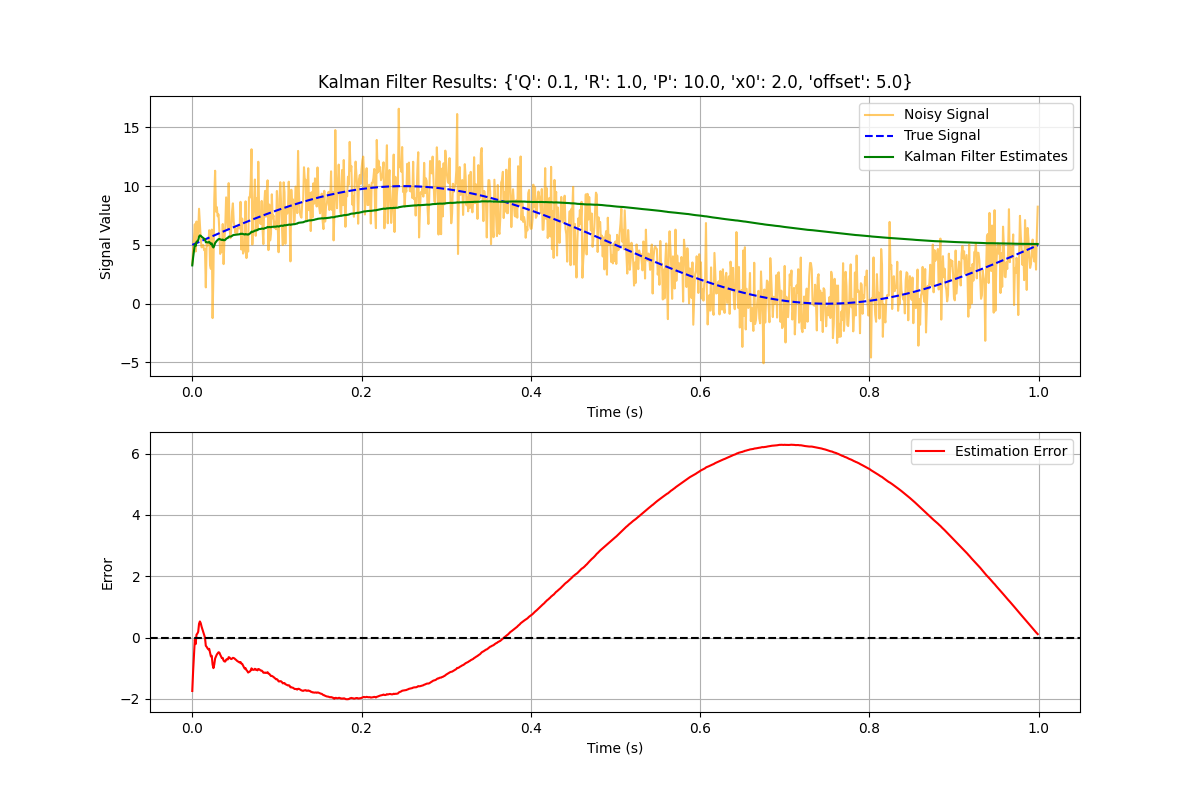 Kalman Filter Results: {'Q': 0.1, 'R': 1.0, 'P': 10.0, 'x0': 2.0, 'offset': 5.0}
Noisy Signal
True Signal
Kalman Filter Estimates
Signal Value
15
10
5
0
−5
0.0 0.2 0.4 0.6 0.8 1.0
Time (s)
Estimation Error
Error
6
4
2
0
−2
0.0 0.2 0.4 0.6 0.8 1.0
Time (s)